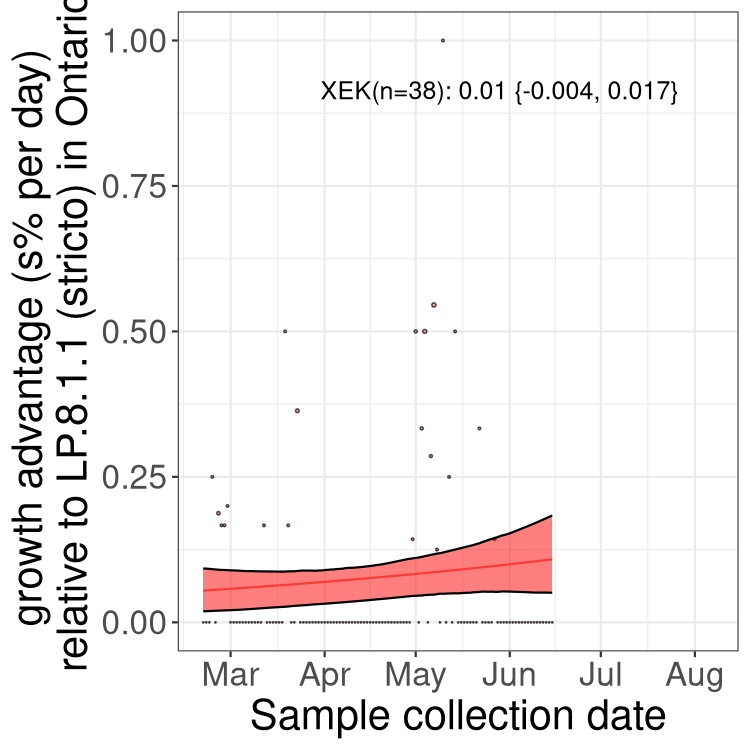 growth advantage (s% per day)
relative to LP.8.1.1 (stricto) in Ontario
1.00
0.75
0.50
0.25
0.00
XEK(n=38): 0.01 {-0.004, 0.017}
Mar Apr May Jun Jul Aug
Sample collection date